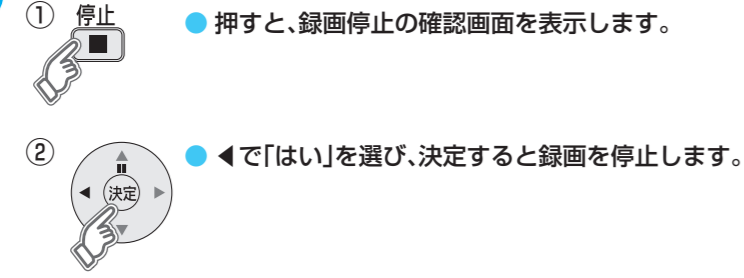 ① 停止
● 押すと、録画停止の確認画面を表示します。
② 決定
● ◀で「はい」を選び、決定すると録画を停止します。